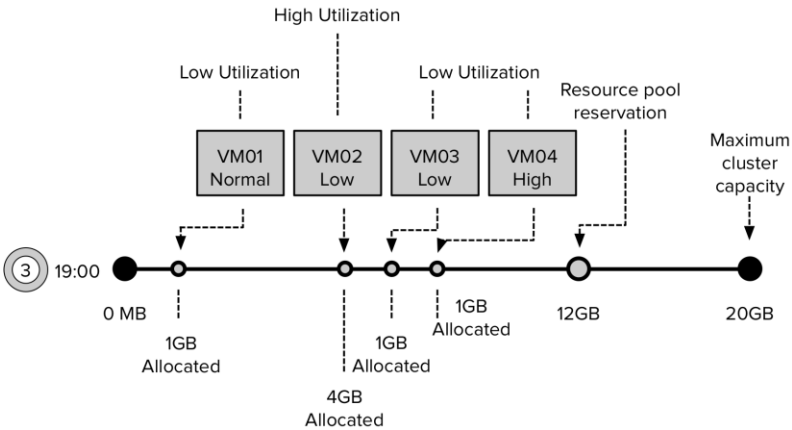 High Utilization
Low Utilization
Low Utilization
Resource pool
reservation
Maximum
cluster
capacity
VM01
Normal
VM02
Low
VM03
Low
VM04
High
3
19:00
0 MB
12GB
20GB
1GB
Allocated
4GB
Allocated
1GB
Allocated
1GB
Allocated